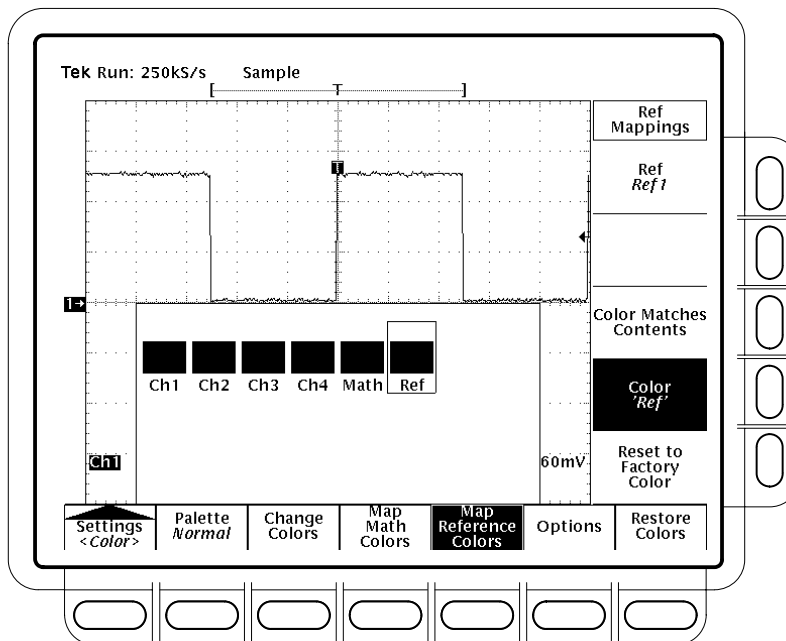 Tek Run: 250kS/s Sample
[ T ]
Ref
Mappings
T
Ref
Ref 1
1→
Color Matches
Contents
Ch1 Ch2 Ch3 Ch4 Math Ref
Color
'Ref'
Ch1
60mV
Reset to
Factory
Color
Settings
<Color>
Palette
Normal
Change
Colors
Map
Math
Colors
Map
Reference
Colors
Options
Restore
Colors